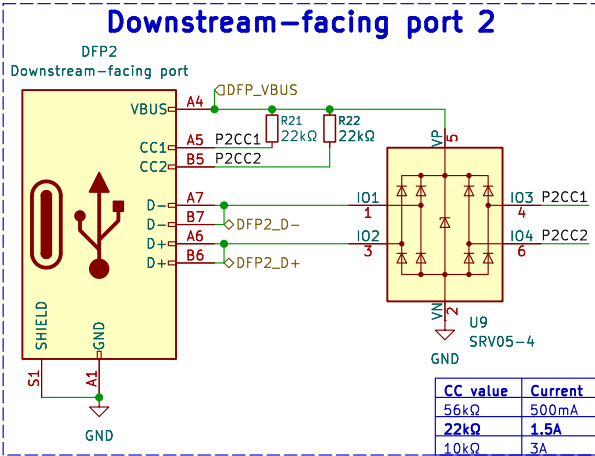 Downstream-facing port 2
DFP2
Downstream-facing port
DFP_VBUS
VBUS A4
R21 22kΩ
R22 22kΩ
CC1 A5 P2CC1
CC2 B5 P2CC2
VP 5
D- A7
D- B7 DFP2_D-
D+ A6
D+ B6 DFP2_D+
IO1 1
IO2 3
IO3 4 P2CC1
IO4 6 P2CC2
VN 2
SHIELD S1
GND A1
GND
U9
SRV05-4
GND
CC value Current
56kΩ 500mA
22kΩ 1.5A
10kΩ 3A